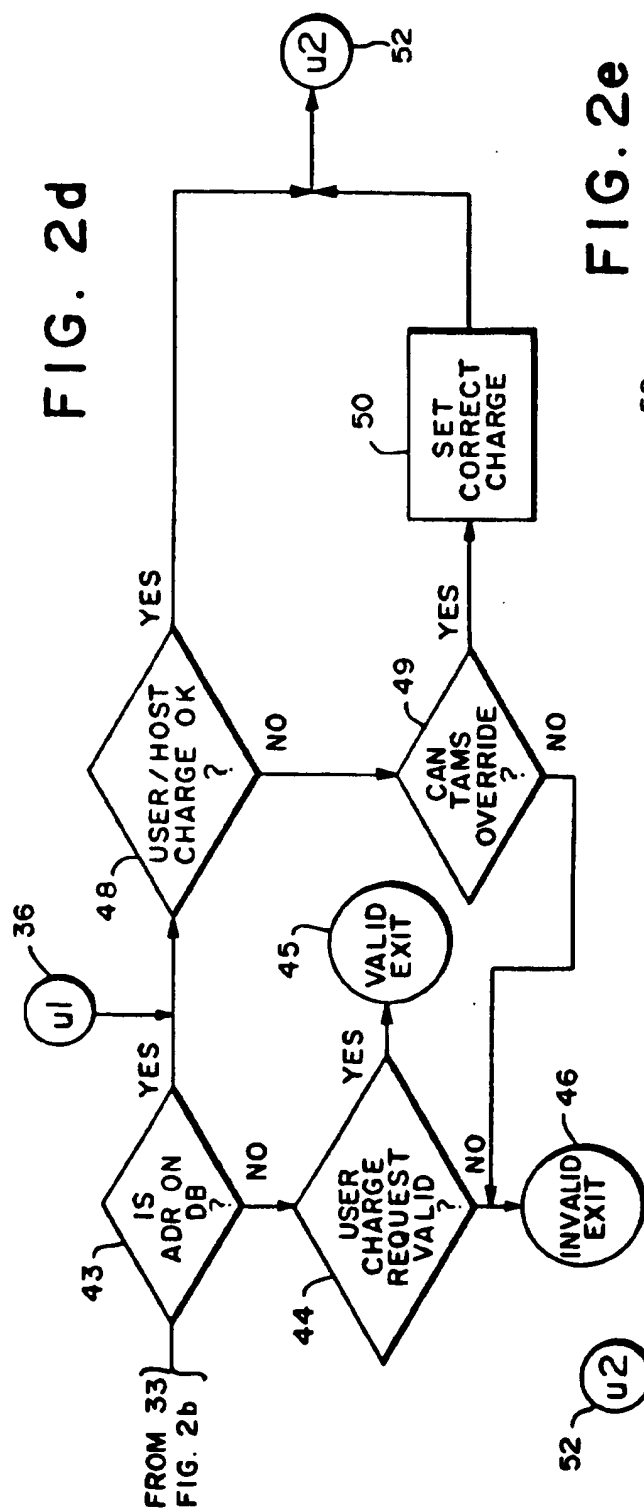 FIG. 2d
FROM 33
FIG. 2b
43
IS
ADR ON
DB
?
YES
NO
u1
36
48
USER/HOST
CHARGE OK
?
YES
NO
u2
52
44
USER
CHARGE
REQUEST
VALID
?
YES
NO
45
VALID
EXIT
INVALID
EXIT
46
49
CAN
TAMS
OVERRIDE
?
YES
NO
50
SET
CORRECT
CHARGE
FIG. 2e
u2
52